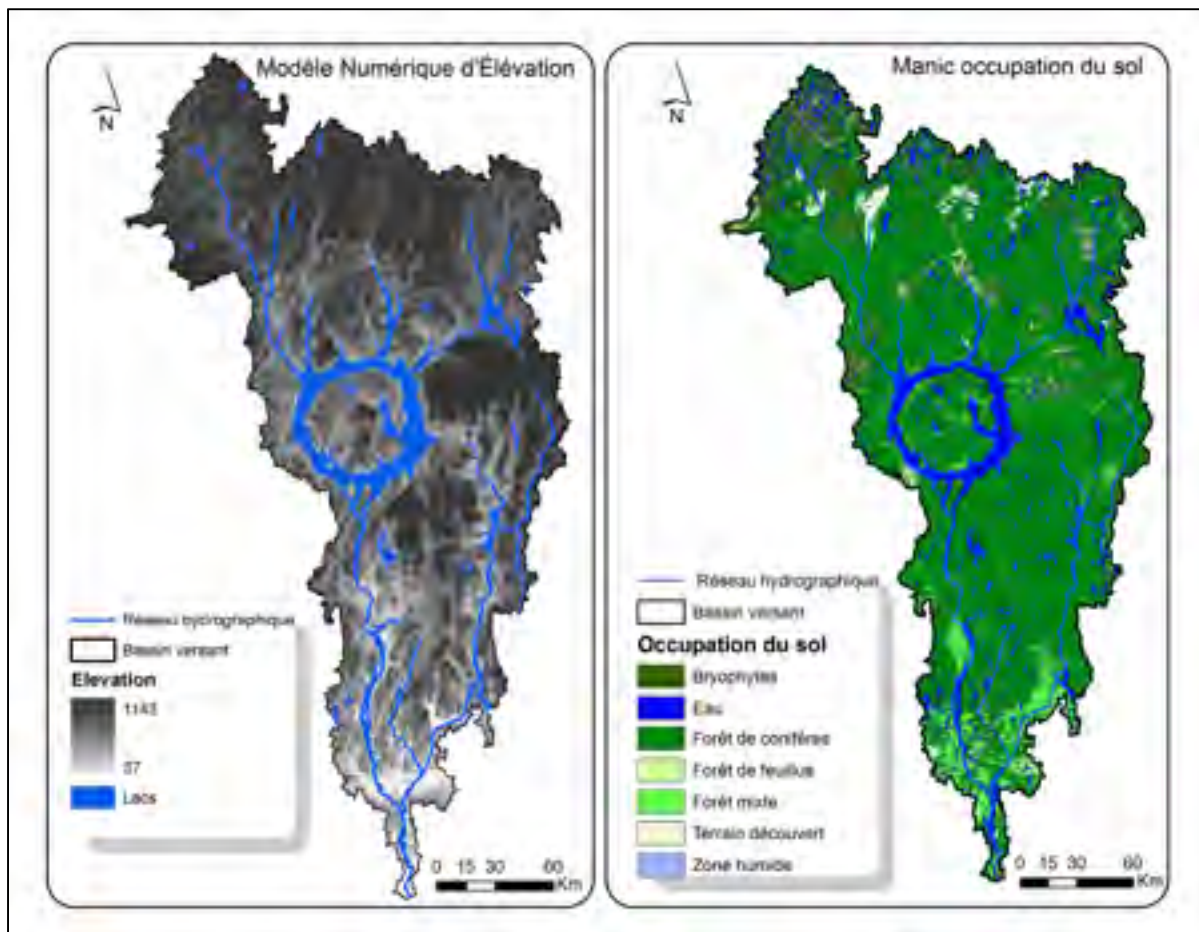 Modèle Numérique d'Élévation
N
Réseau hydrographique
Bassin versant
Elevation
1143
37
Lacs
0 15 30 60
Km
Manic occupation du sol
N
Réseau hydrographique
Bassin versant
Occupation du sol
Bryophytes
Eau
Forêt de conifères
Forêt de feuillus
Forêt mixte
Terrain découvert
Zone humide
0 15 30 60
Km